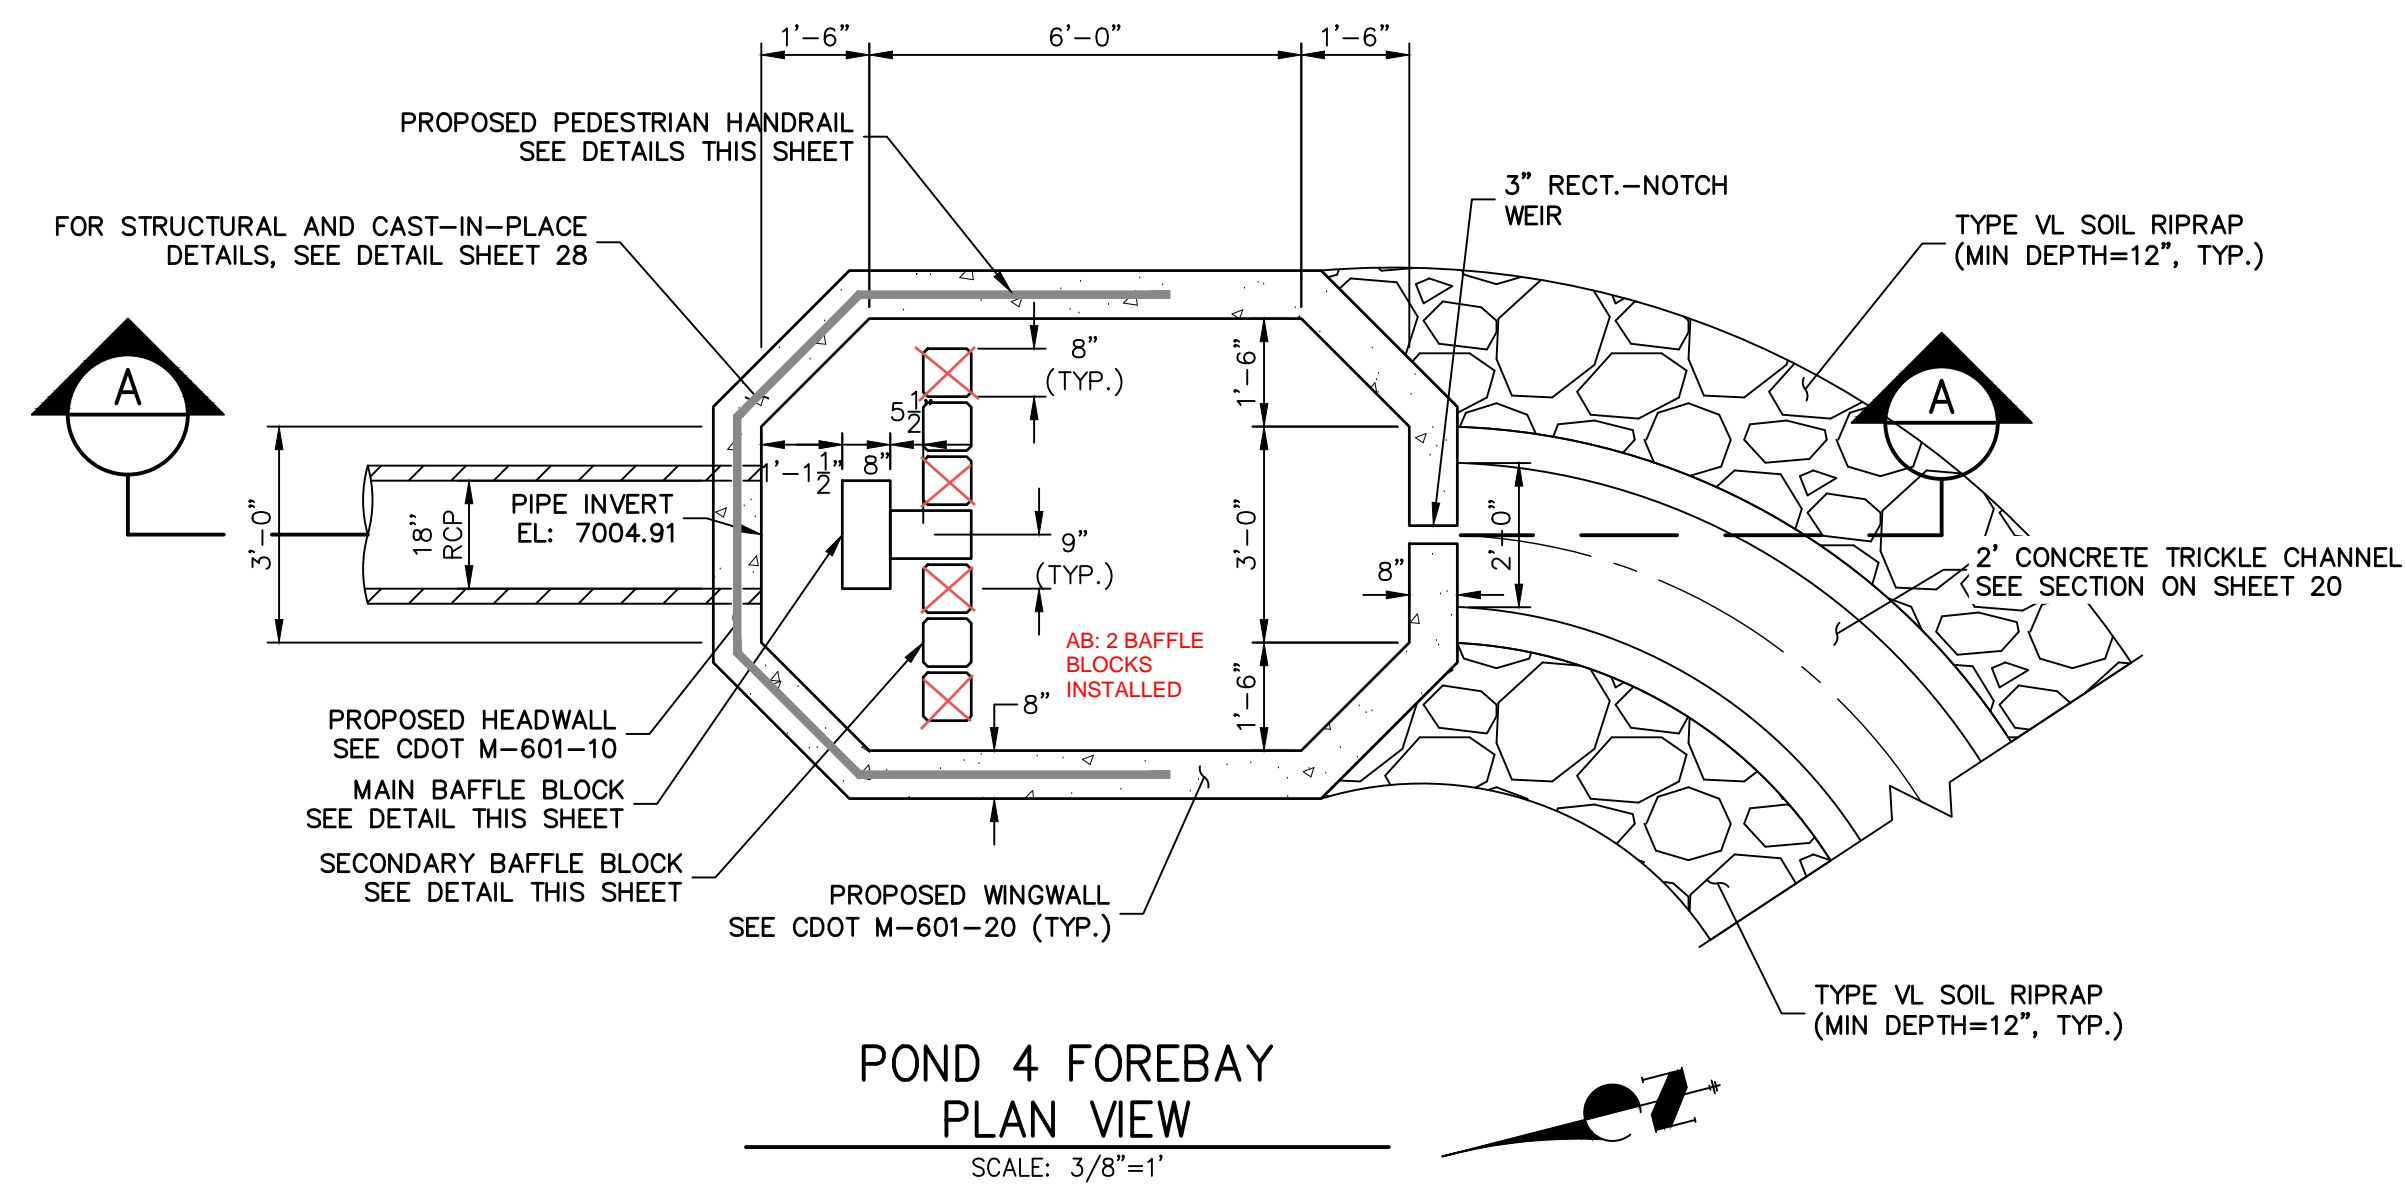 1'-6"
6'-0"
1'-6"
PROPOSED PEDESTRIAN HANDRAIL
SEE DETAILS THIS SHEET
3" RECT.-NOTCH
WEIR
FOR STRUCTURAL AND CAST-IN-PLACE
DETAILS, SEE DETAIL SHEET 28
TYPE VL SOIL RIPRAP
(MIN DEPTH=12", TYP.)
A
A
8"
(TYP.)
1'-6"
5 1/2"
1'-1 1/2"
8"
3'-0"
18"
RCP
PIPE INVERT
EL: 7004.91
9"
(TYP.)
3'-0"
8"
2'-0"
2' CONCRETE TRICKLE CHANNEL
SEE SECTION ON SHEET 20
AB: 2 BAFFLE
BLOCKS
INSTALLED
1'-6"
8"
PROPOSED HEADWALL
SEE CDOT M-601-10
MAIN BAFFLE BLOCK
SEE DETAIL THIS SHEET
SECONDARY BAFFLE BLOCK
SEE DETAIL THIS SHEET
PROPOSED WINGWALL
SEE CDOT M-601-20 (TYP.)
TYPE VL SOIL RIPRAP
(MIN DEPTH=12", TYP.)
POND 4 FOREBAY
PLAN VIEW
SCALE: 3/8"=1'
N